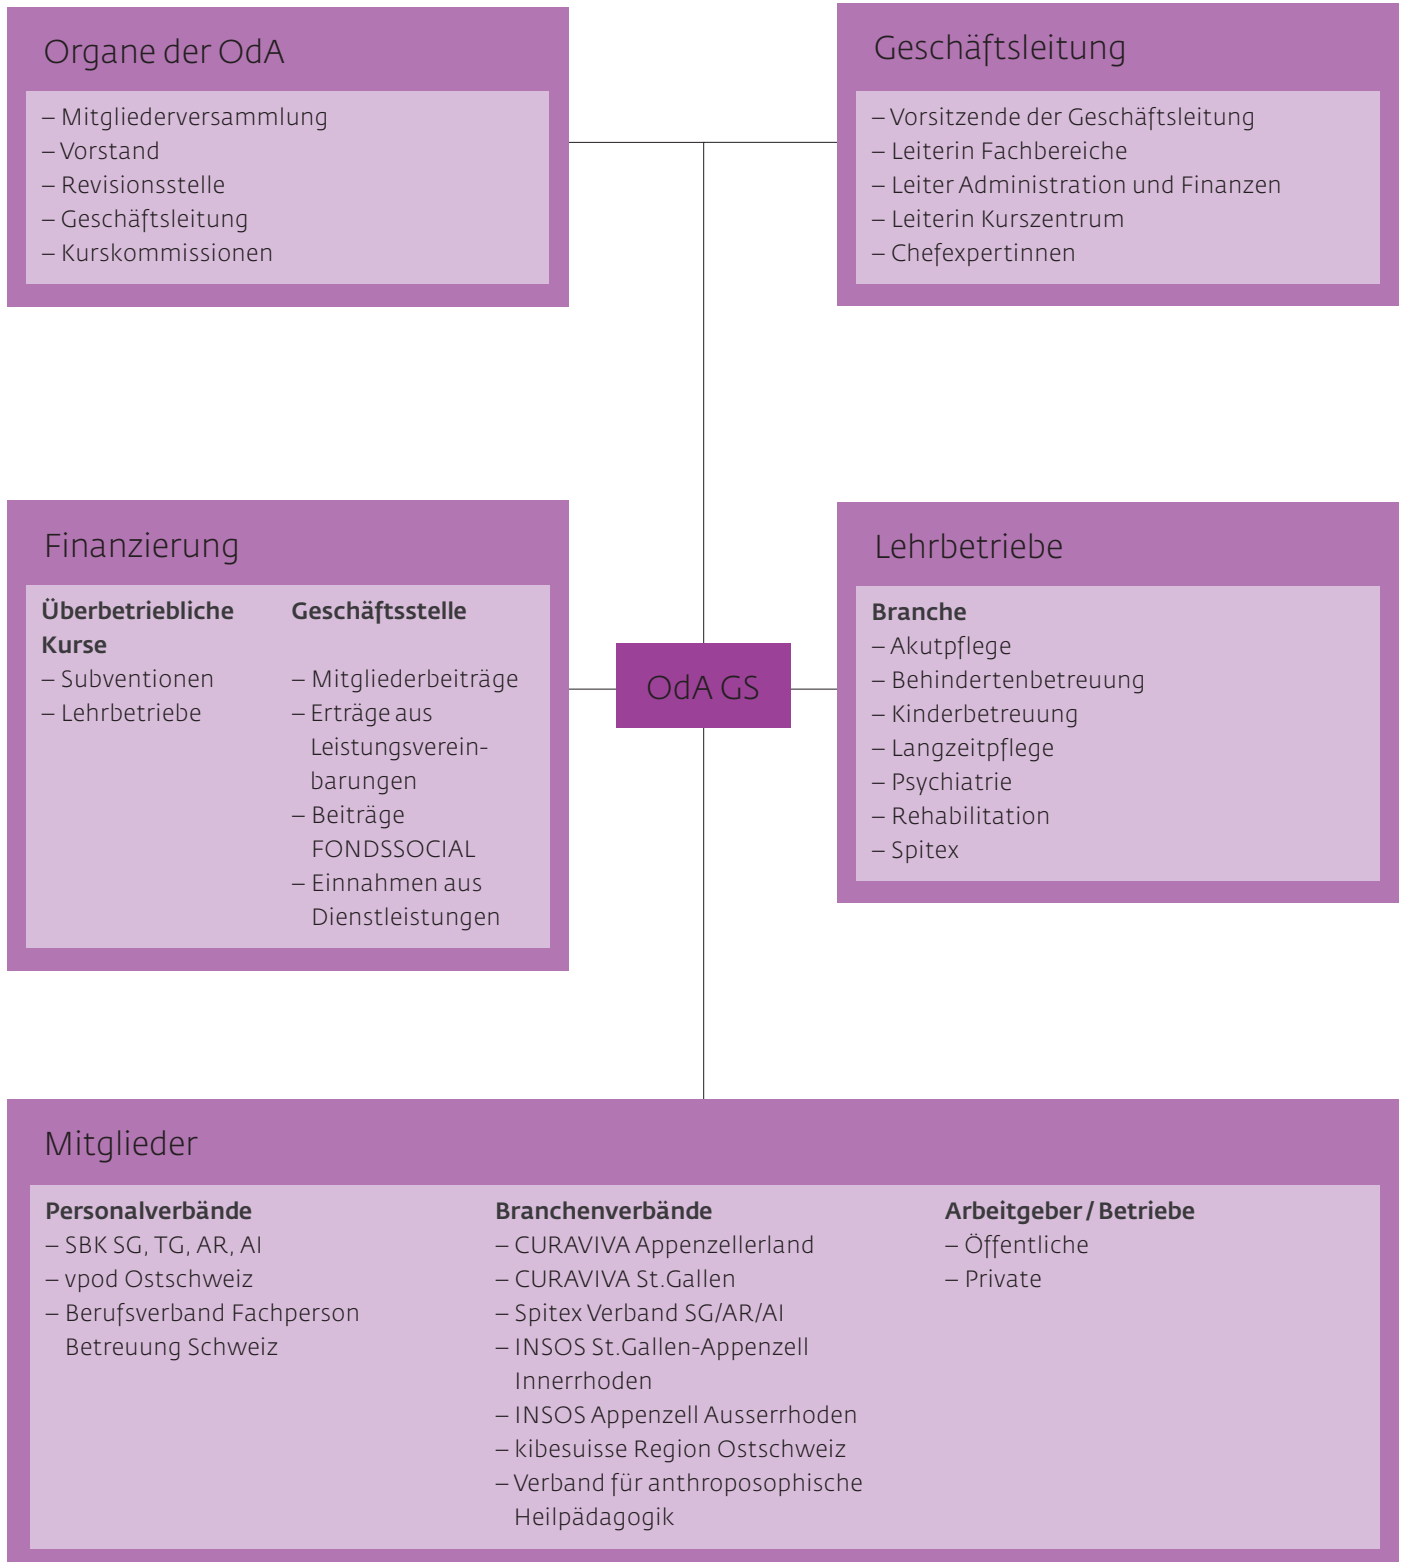 Organe der OdA
– Mitgliederversammlung
– Vorstand
– Revisionsstelle
– Geschäftsleitung
– Kurskommissionen
Geschäftsleitung
– Vorsitzende der Geschäftsleitung
– Leiterin Fachbereiche
– Leiter Administration und Finanzen
– Leiterin Kurszentrum
– Chefexpertinnen
Finanzierung
Überbetriebliche
Kurse
– Subventionen
– Lehrbetriebe
Geschäftsstelle
– Mitgliederbeiträge
– Erträge aus
Leistungsverein-
barungen
– Beiträge
FONDSSOCIAL
– Einnahmen aus
Dienstleistungen
OdA GS
Lehrbetriebe
Branche
– Akutpflege
– Behindertenbetreuung
– Kinderbetreuung
– Langzeitpflege
– Psychiatrie
– Rehabilitation
– Spitex
Mitglieder
Personalverbände
– SBK SG, TG, AR, AI
– vpod Ostschweiz
– Berufsverband Fachperson
Betreuung Schweiz
Branchenverbände
– CURAVIVA Appenzellerland
– CURAVIVA St.Gallen
– Spitex Verband SG/AR/AI
– INSOS St.Gallen-Appenzell
Innerrhoden
– INSOS Appenzell Ausserrhoden
– kibesuisse Region Ostschweiz
– Verband für anthroposophische
Heilpädagogik
Arbeitgeber / Betriebe
– Öffentliche
– Private